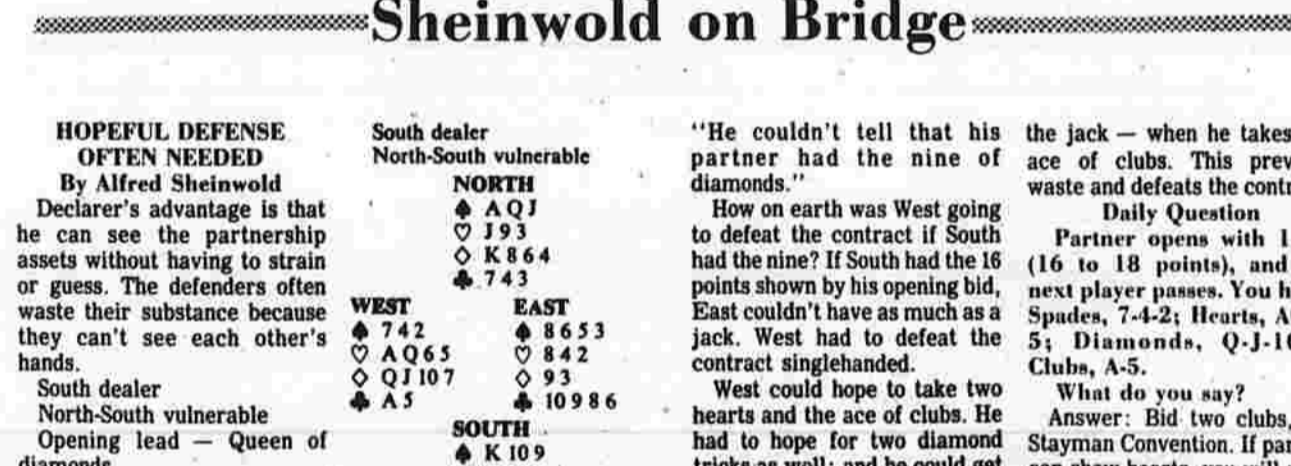 Sheinwold on Bridge
HOPEFUL DEFENSE
OFTEN NEEDED
By Alfred Sheinwold
Declarer's advantage is that
he can see the partnership
assets without having to strain
or guess. The defenders often
waste their substance because
they can't see each other's
hands.
South dealer
North-South vulnerable
Opening lead — Queen of
diamonds
South dealer
North-South vulnerable
NORTH
♠ A Q J
♡ J 9 3
♢ K 8 6 4
♣ 7 4 3
WEST
♠ 7 4 2
♡ A Q 6 5
♢ Q J 10 7
♣ A 5
EAST
♠ 8 6 5 3
♡ 8 4 2
♢ 9 3
♣ 10 9 8 6
SOUTH
♠ K 10 9
"He couldn't tell that his
partner had the nine of
diamonds."
How on earth was West going
to defeat the contract if South
had the nine? If South had the 16
points shown by his opening bid,
East couldn't have as much as a
jack. West had to defeat the
contract singlehanded.
West could hope to take two
hearts and the ace of clubs. He
had to hope for two diamond
tricks as well; and he could get
the jack — when he takes
ace of clubs. This prev
waste and defeats the contr
Daily Question
Partner opens with 1
(16 to 18 points), and
next player passes. You h
Spades, 7-4-2; Hearts, A
5; Diamonds, Q-J-10
Clubs, A-5.
What do you say?
Answer: Bid two clubs,
Stayman Convention. If par